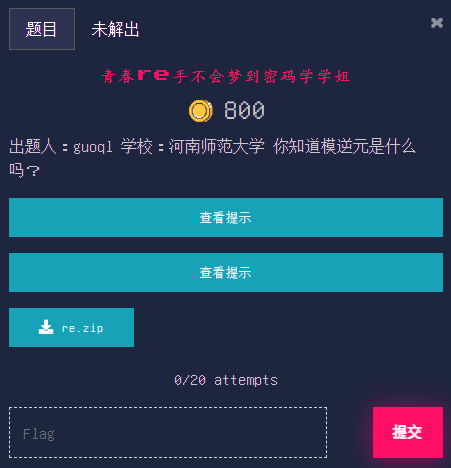 题目 未解出
青春re手不会梦到密码学学姐
800
出题人：guoql 学校：河南师范大学 你知道模逆元是什么
吗？
查看提示
查看提示
re.zip
0/20 attempts
Flag 提交